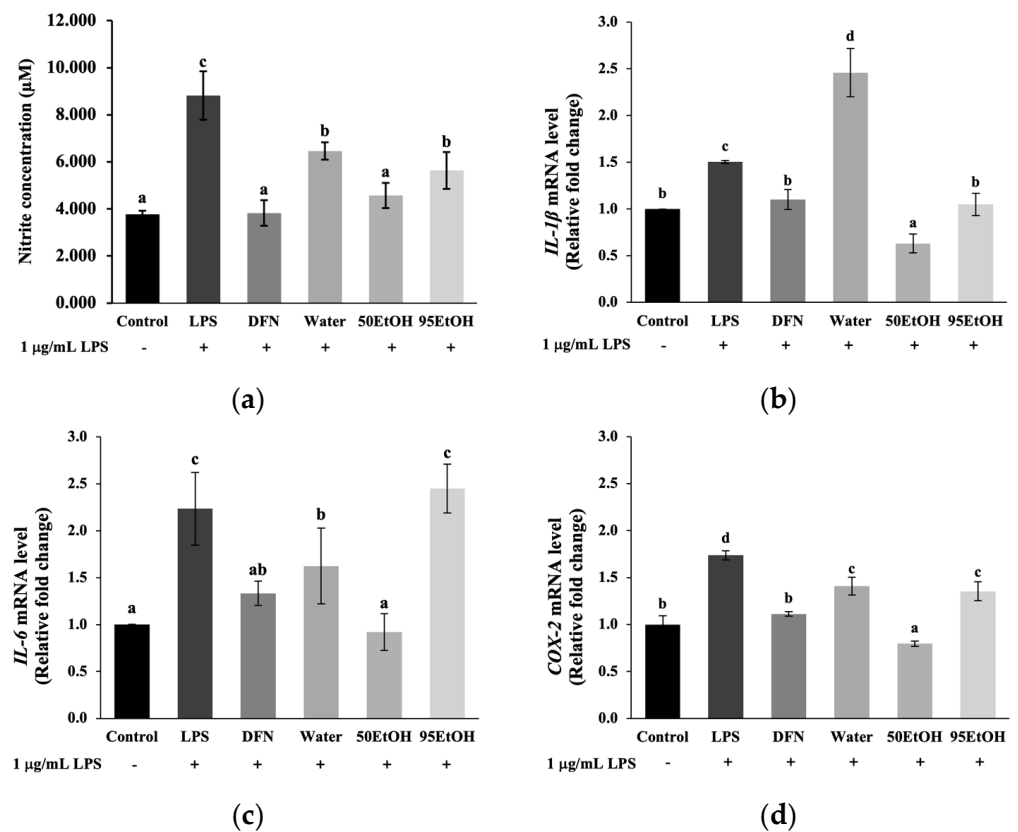 12.000
10.000
8.000
6.000
4.000
2.000
0.000
Nitrite concentration (µM)
a
c
a
b
a
b
Control LPS DFN Water 50EtOH 95EtOH
1 µg/mL LPS - + + + + +
(a)
3.0
2.5
2.0
1.5
1.0
0.5
0.0
IL-1β mRNA level
(Relative fold change)
b
c
b
d
a
b
Control LPS DFN Water 50EtOH 95EtOH
1 µg/mL LPS - + + + + +
(b)
3.0
2.5
2.0
1.5
1.0
0.5
0.0
IL-6 mRNA level
(Relative fold change)
a
c
ab
b
a
c
Control LPS DFN Water 50EtOH 95EtOH
1 µg/mL LPS - + + + + +
(c)
3.0
2.5
2.0
1.5
1.0
0.5
0.0
COX-2 mRNA level
(Relative fold change)
b
d
b
c
a
c
Control LPS DFN Water 50EtOH 95EtOH
1 µg/mL LPS - + + + + +
(d)